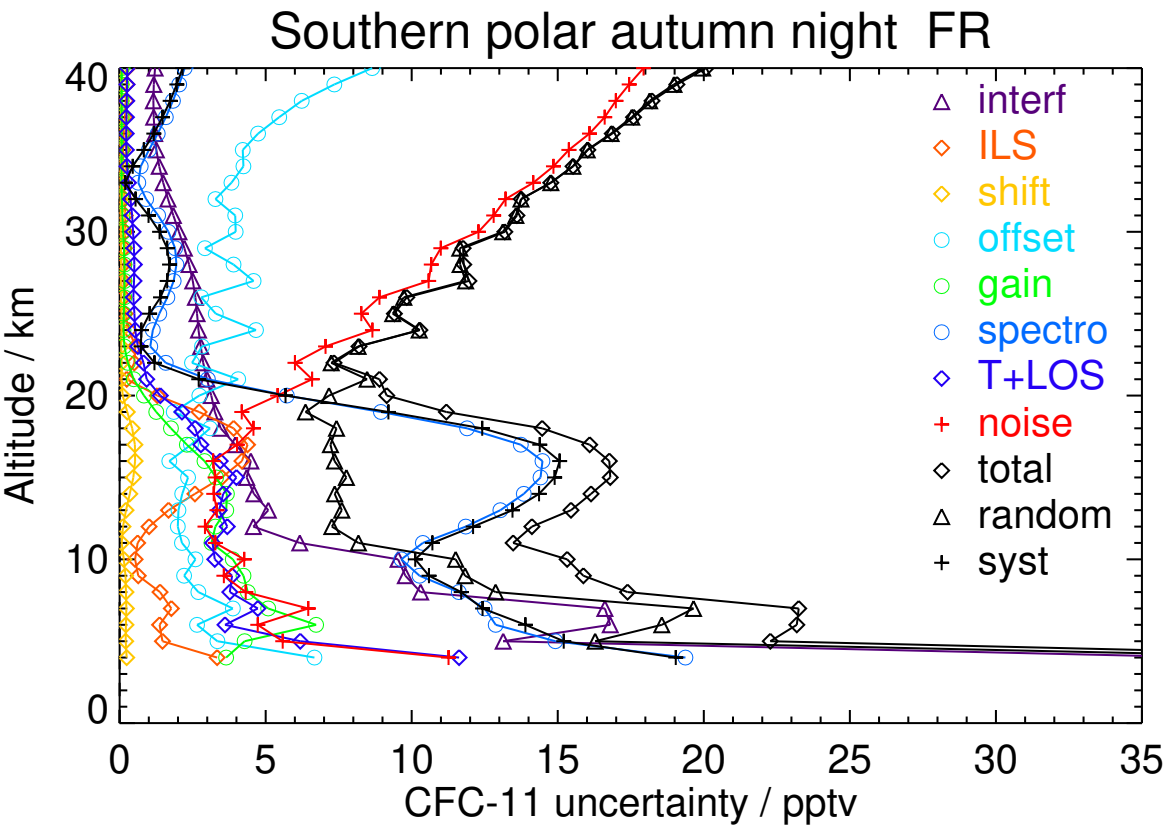 Southern polar autumn night FR
Altitude / km
40
30
20
10
0
interf
ILS
shift
offset
gain
spectro
T+LOS
noise
total
random
syst
0 5 10 15 20 25 30 35
CFC-11 uncertainty / pptv